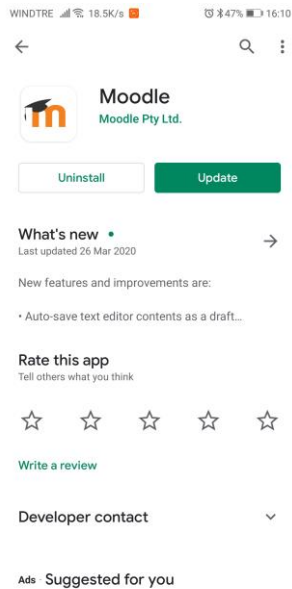 WINDTRE 18.5K/s 47% 16:10
Moodle
Moodle Pty Ltd.
Uninstall Update
What's new •
Last updated 26 Mar 2020
New features and improvements are:
• Auto-save text editor contents as a draft...
Rate this app
Tell others what you think
Write a review
Developer contact
Ads · Suggested for you